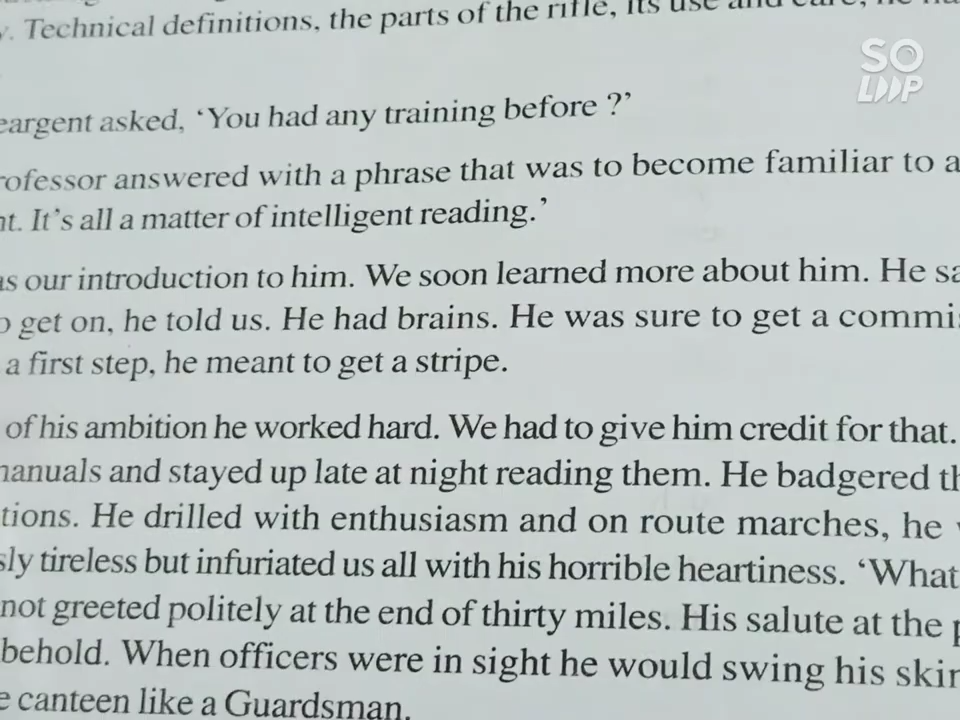 . Technical definitions, the parts of the rifle, its use and care, he
SO
LOOP
eargent asked, ‘You had any training before ?’
rofessor answered with a phrase that was to become familiar to a
nt. It’s all a matter of intelligent reading.’
as our introduction to him. We soon learned more about him. He sa
o get on, he told us. He had brains. He was sure to get a commi
a first step, he meant to get a stripe.
of his ambition he worked hard. We had to give him credit for that.
manuals and stayed up late at night reading them. He badgered th
tions. He drilled with enthusiasm and on route marches, he
sly tireless but infuriated us all with his horrible heartiness. ‘What
not greeted politely at the end of thirty miles. His salute at the p
behold. When officers were in sight he would swing his skin
e canteen like a Guardsman.